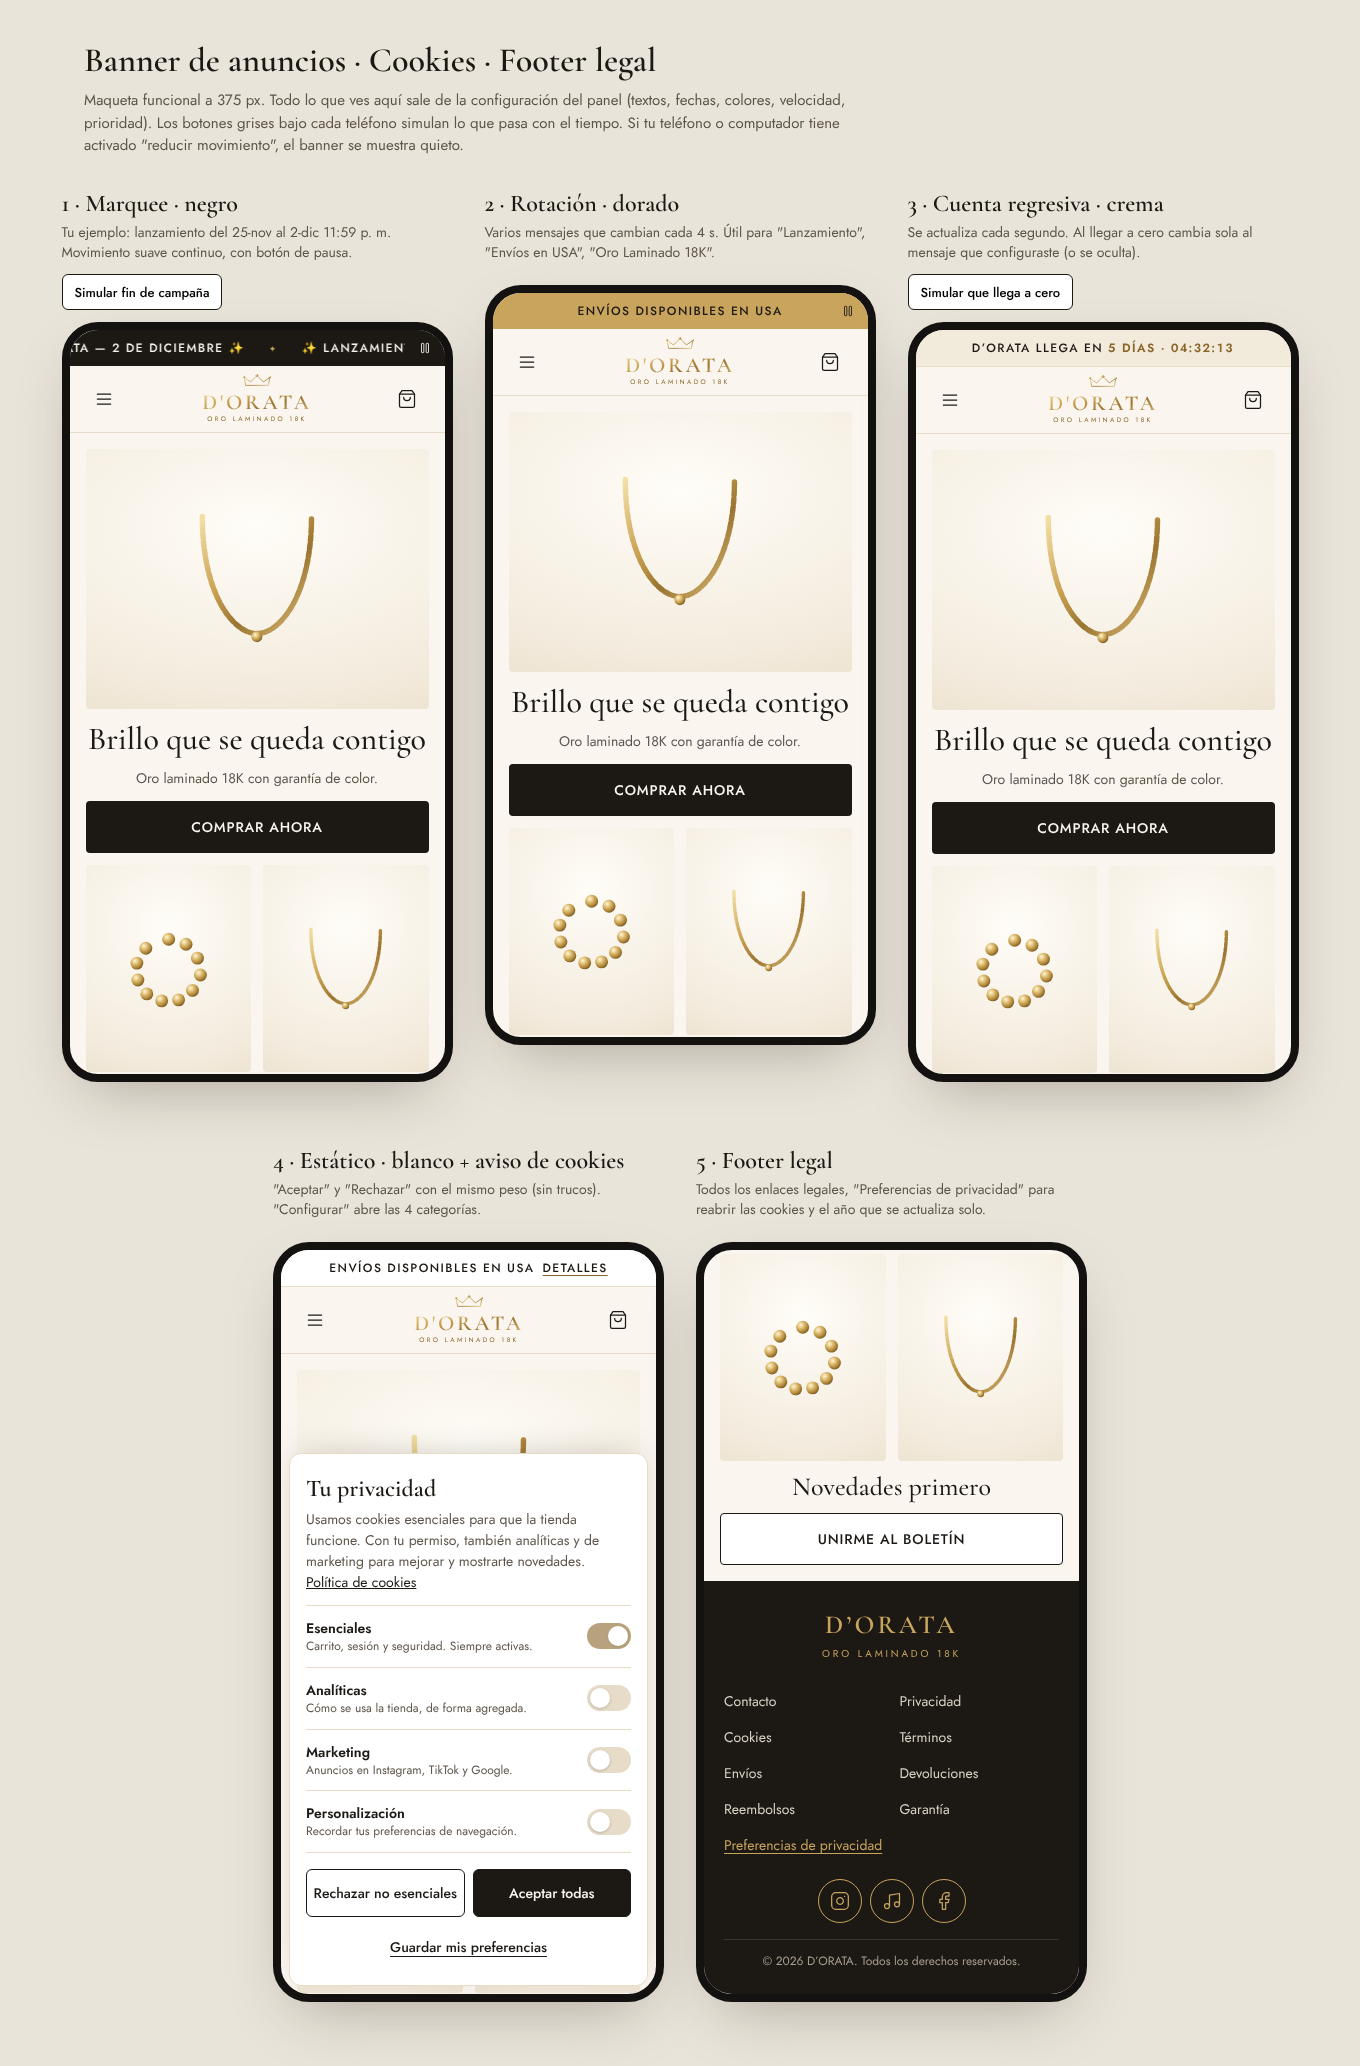 Banner de anuncios · Cookies · Footer legal
Maqueta funcional a 375 px. Todo lo que ves aquí sale de la configuración del panel (textos, fechas, colores, velocidad,
prioridad). Los botones grises bajo cada teléfono simulan lo que pasa con el tiempo. Si tu teléfono o computador tiene
activado "reducir movimiento", el banner se muestra quieto.
1 · Marquee · negro
Tu ejemplo: lanzamiento del 25-nov al 2-dic 11:59 p. m.
Movimiento suave continuo, con botón de pausa.
Simular fin de campaña
TA — 2 DE DICIEMBRE ✨ ✦ ✨ LANZAMIEN
D'ORATA
ORO LAMINADO 18K
Brillo que se queda contigo
Oro laminado 18K con garantía de color.
COMPRAR AHORA
2 · Rotación · dorado
Varios mensajes que cambian cada 4 s. Útil para "Lanzamiento",
"Envíos en USA", "Oro Laminado 18K".
ENVÍOS DISPONIBLES EN USA
D'ORATA
ORO LAMINADO 18K
Brillo que se queda contigo
Oro laminado 18K con garantía de color.
COMPRAR AHORA
3 · Cuenta regresiva · crema
Se actualiza cada segundo. Al llegar a cero cambia sola al
mensaje que configuraste (o se oculta).
Simular que llega a cero
D'ORATA LLEGA EN 5 DÍAS · 04:32:13
D'ORATA
ORO LAMINADO 18K
Brillo que se queda contigo
Oro laminado 18K con garantía de color.
COMPRAR AHORA
4 · Estático · blanco + aviso de cookies
"Aceptar" y "Rechazar" con el mismo peso (sin trucos).
"Configurar" abre las 4 categorías.
ENVÍOS DISPONIBLES EN USA DETALLES
D'ORATA
ORO LAMINADO 18K
Tu privacidad
Usamos cookies esenciales para que la tienda
funcione. Con tu permiso, también analíticas y de
marketing para mejorar y mostrarte novedades.
Política de cookies
Esenciales
Carrito, sesión y seguridad. Siempre activas.
Analíticas
Cómo se usa la tienda, de forma agregada.
Marketing
Anuncios en Instagram, TikTok y Google.
Personalización
Recordar tus preferencias de navegación.
Rechazar no esenciales
Aceptar todas
Guardar mis preferencias
5 · Footer legal
Todos los enlaces legales, "Preferencias de privacidad" para
reabrir las cookies y el año que se actualiza solo.
Novedades primero
UNIRME AL BOLETÍN
D’ORATA
ORO LAMINADO 18K
Contacto
Privacidad
Cookies
Términos
Envíos
Devoluciones
Reembolsos
Garantía
Preferencias de privacidad
© 2026 D’ORATA. Todos los derechos reservados.